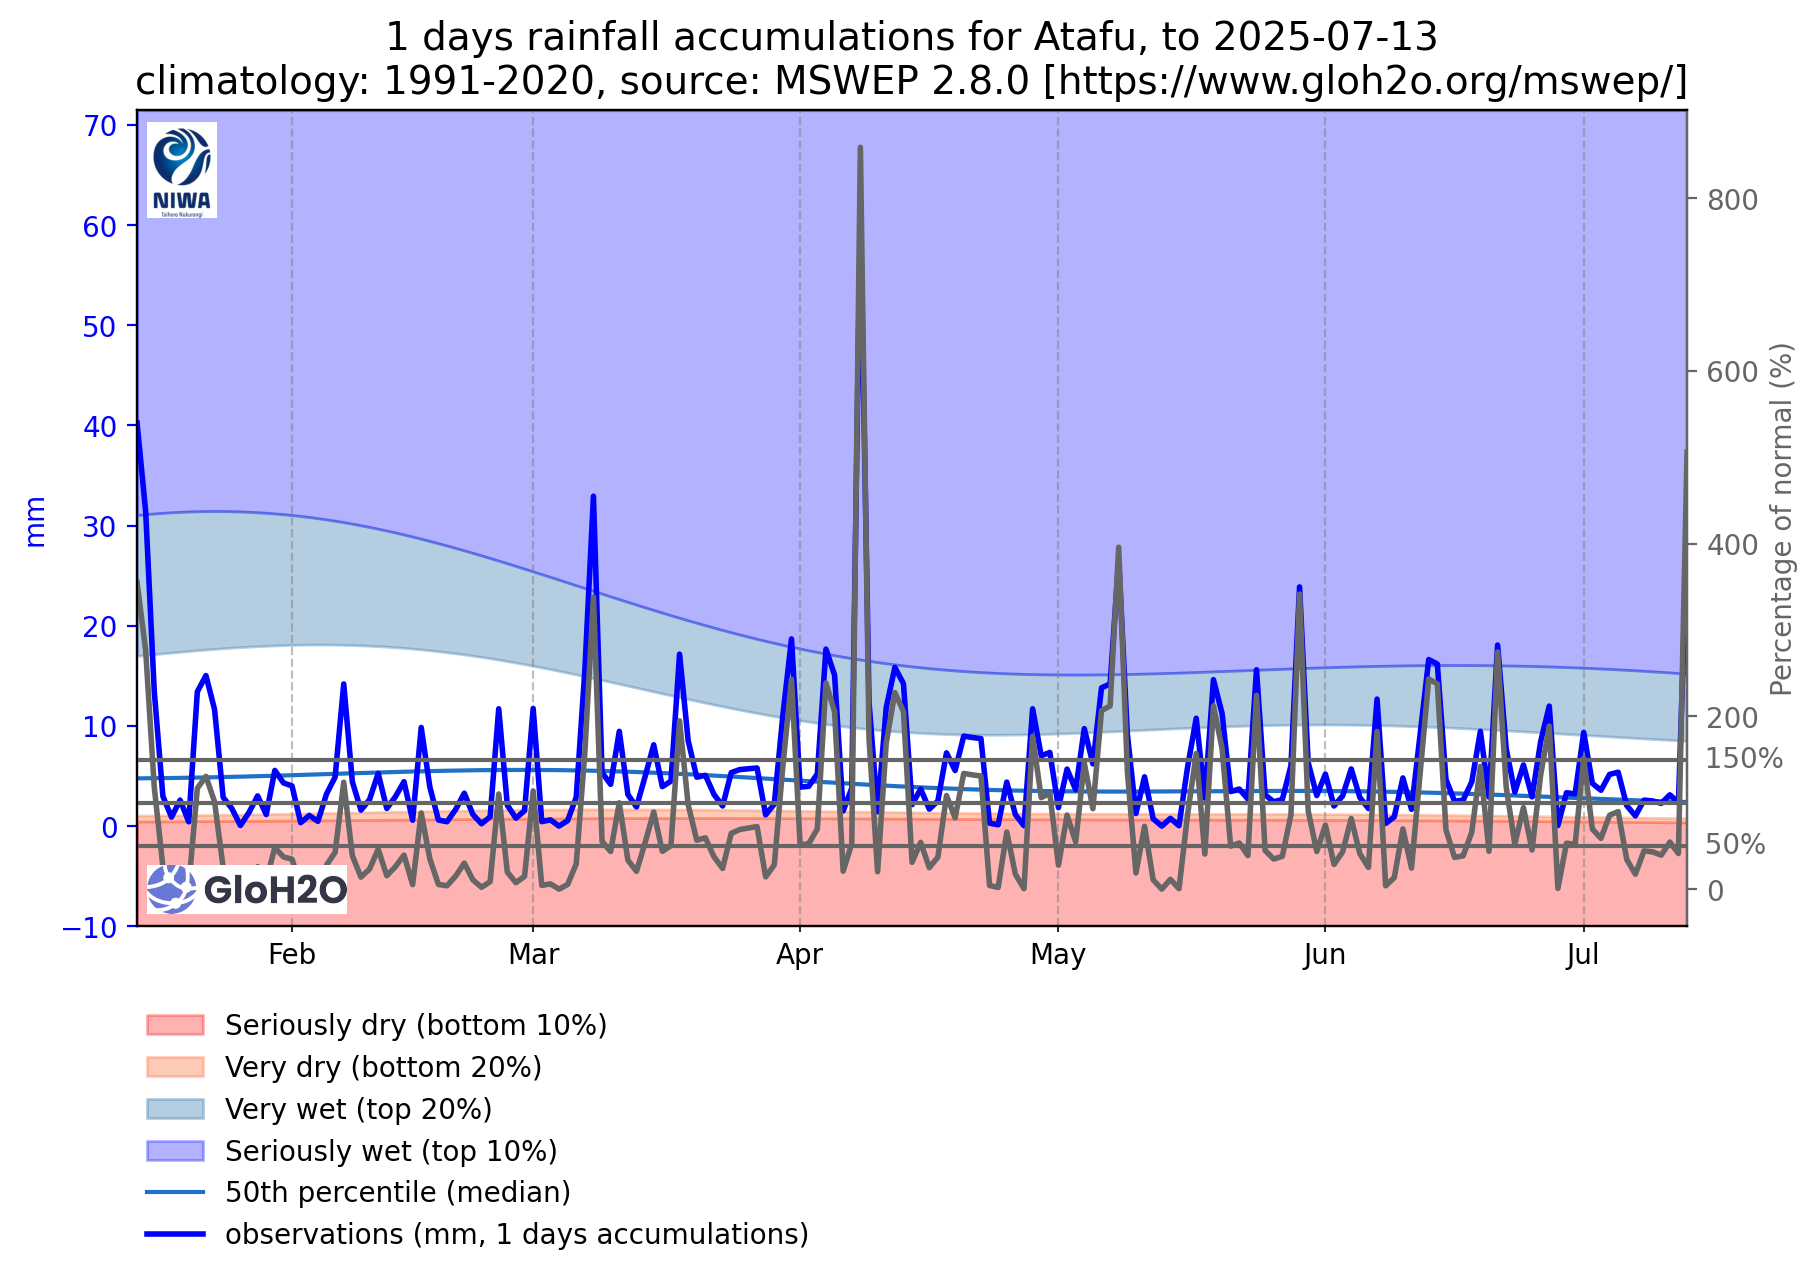 1 days rainfall accumulations for Atafu, to 2025-07-13
climatology: 1991-2020, source: MSWEP 2.8.0 [https://www.gloh2o.org/mswep/]
70
60
50
40
30
20
10
0
−10
mm
NIWA
Taihoro Nukurangi
GloH2O
800
600
400
200
150%
50%
0
Percentage of normal (%)
Feb
Mar
Apr
May
Jun
Jul
Seriously dry (bottom 10%)
Very dry (bottom 20%)
Very wet (top 20%)
Seriously wet (top 10%)
50th percentile (median)
observations (mm, 1 days accumulations)